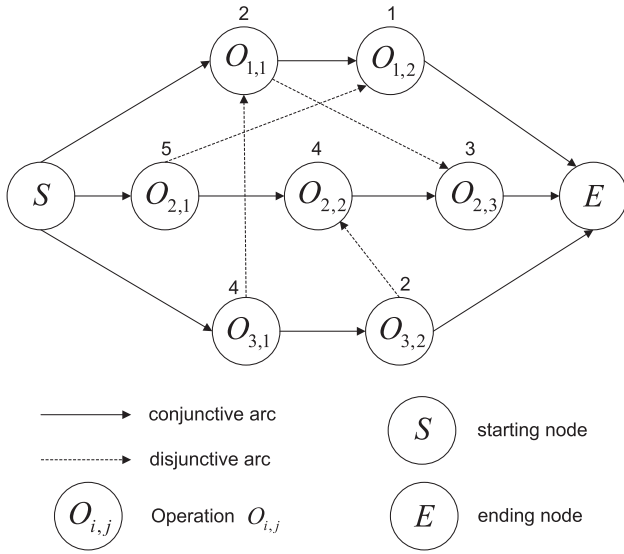 2 1
O1,1 O1,2
5 4 3
S O2,1 O2,2 O2,3 E
4 2
O3,1 O3,2
conjunctive arc
S starting node
disjunctive arc
Oi,j Operation Oi,j
E ending node